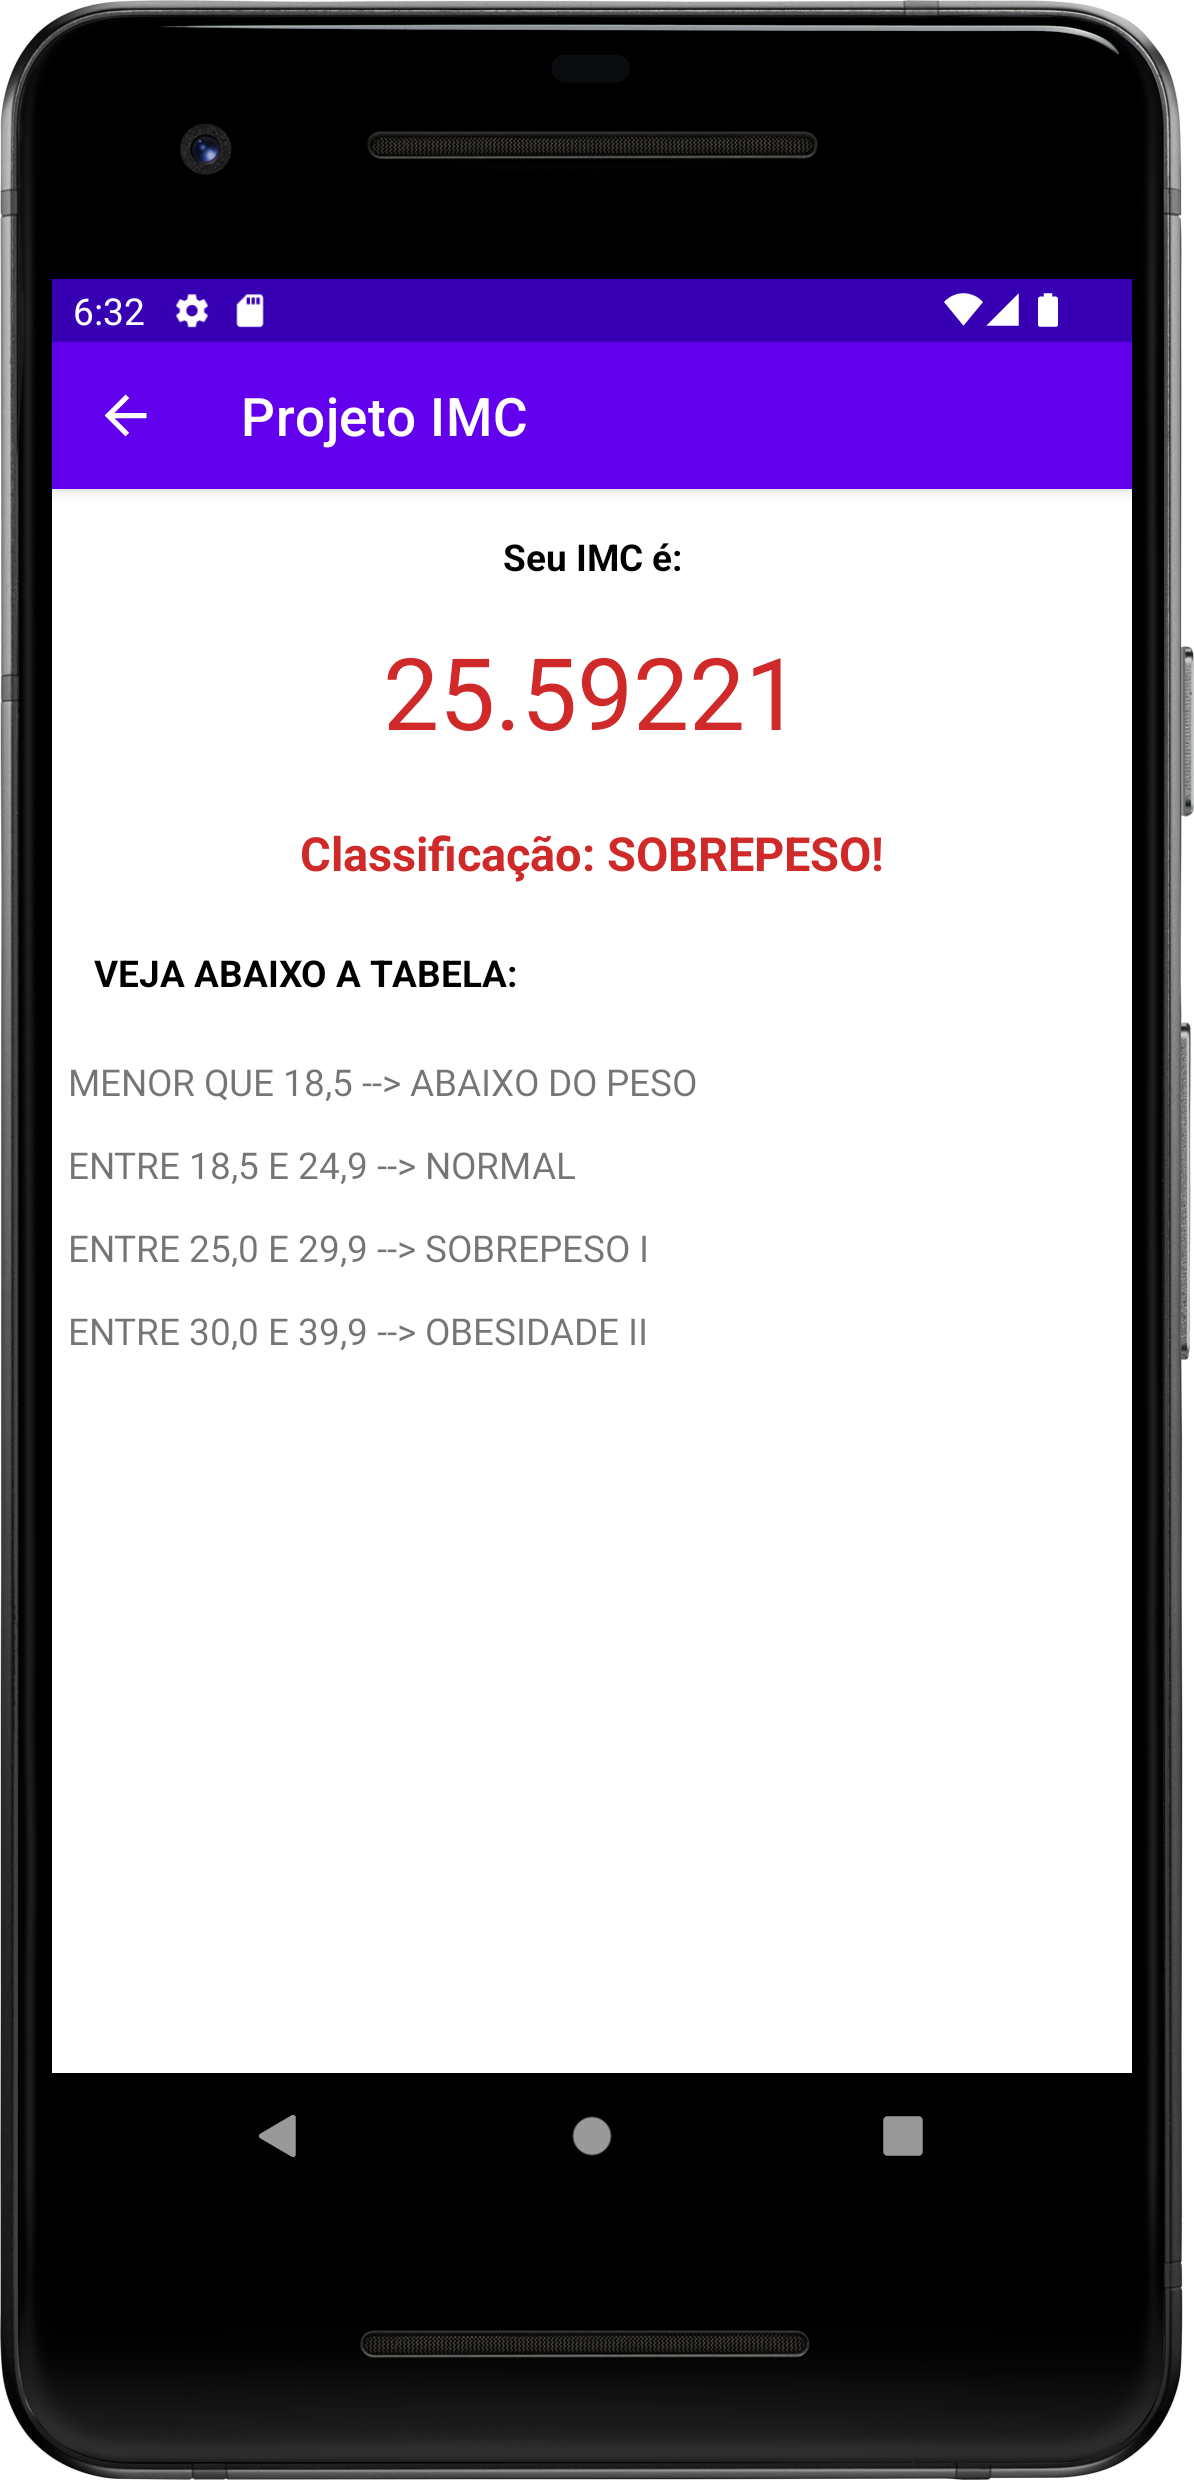 6:32
Projeto IMC
Seu IMC é:
25.59221
Classificação: SOBREPESO!
VEJA ABAIXO A TABELA:
MENOR QUE 18,5 --> ABAIXO DO PESO
ENTRE 18,5 E 24,9 --> NORMAL
ENTRE 25,0 E 29,9 --> SOBREPESO I
ENTRE 30,0 E 39,9 --> OBESIDADE II